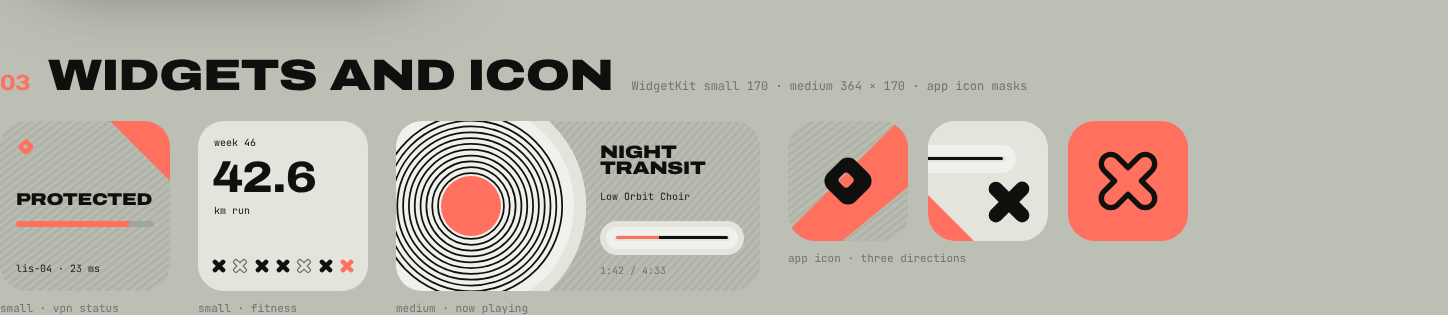 03 WIDGETS AND ICON WidgetKit small 170 · medium 364 × 170 · app icon masks
PROTECTED
lis-04 · 23 ms
small · vpn status
week 46
42.6
km run
small · fitness
NIGHT
TRANSIT
Low Orbit Choir
1:42 / 4:33
medium · now playing
app icon · three directions